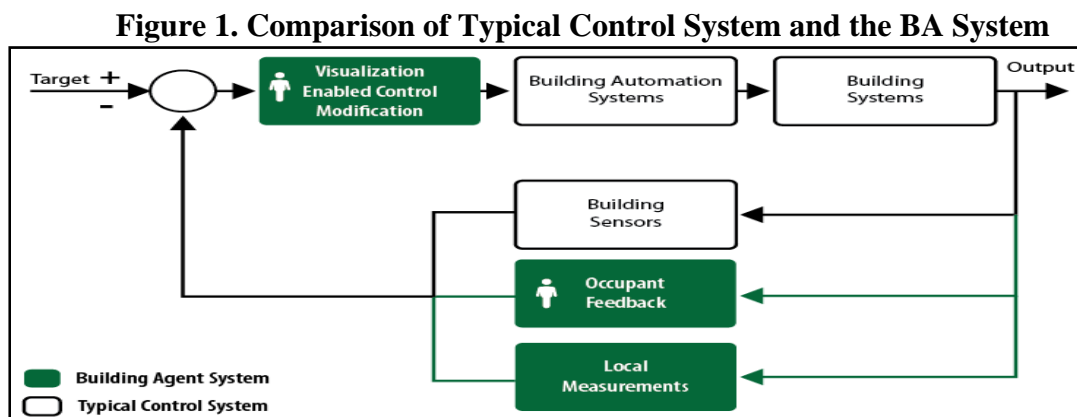 Figure 1. Comparison of Typical Control System and the BA System
Target +
-
Visualization
Enabled Control
Modification
Building Automation
Systems
Building
Systems
Output
Building
Sensors
Occupant
Feedback
Local
Measurements
Building Agent System
Typical Control System